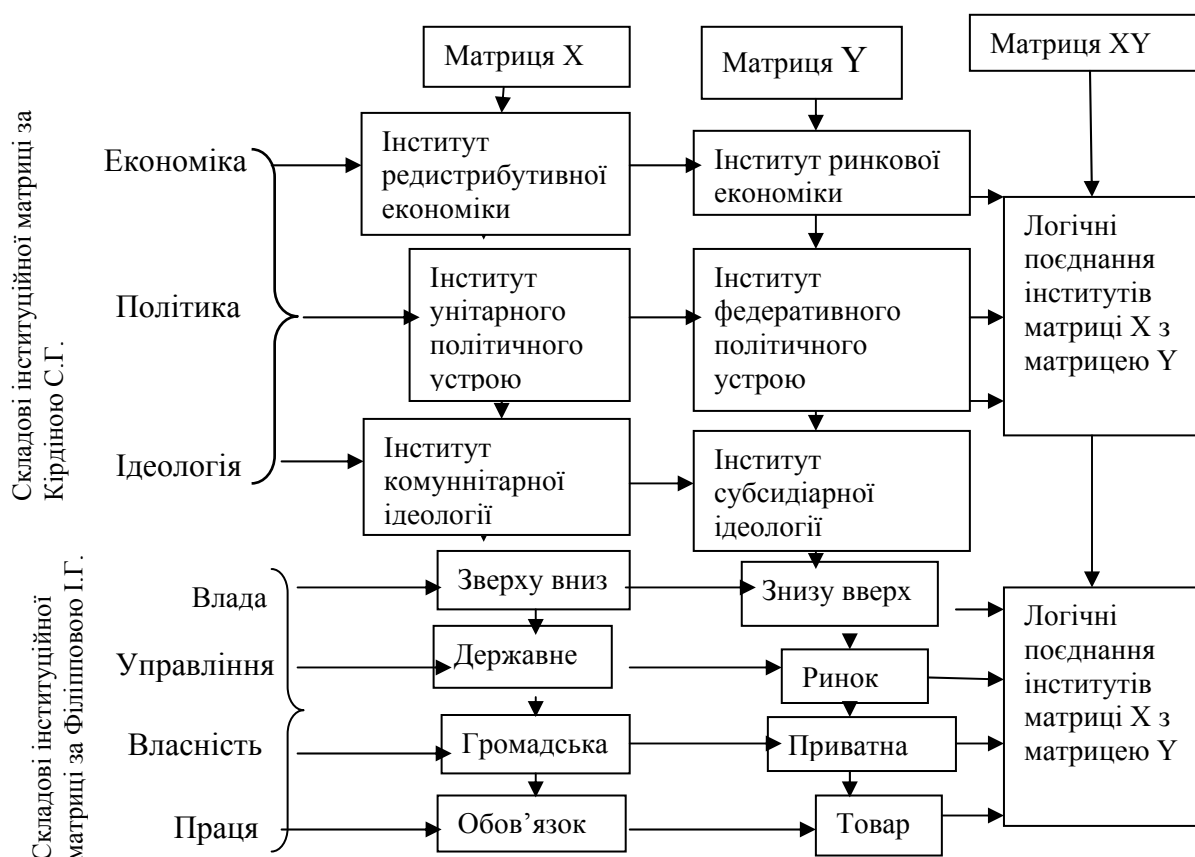 Матриця X
Матриця Y
Матриця XY
Складові інституційної матриці за
Кірдіною С.Г.
Економіка
Інститут
редистрибутивної
економіки
Інститут ринкової
економіки
Логічні
поєднання
інститутів
матриці X з
матрицею Y
Політика
Інститут
унітарного
політичного
устрою
Інститут
федеративного
політичного
устрою
Ідеологія
Інститут
комуннітарної
ідеології
Інститут
субсидіарної
ідеології
Складові інституційної
матриці за Філіпповою І.Г.
Влада
Зверху вниз
Знизу вверх
Логічні
поєднання
інститутів
матриці X з
матрицею Y
Управління
Державне
Ринок
Власність
Громадська
Приватна
Праця
Обов’язок
Товар